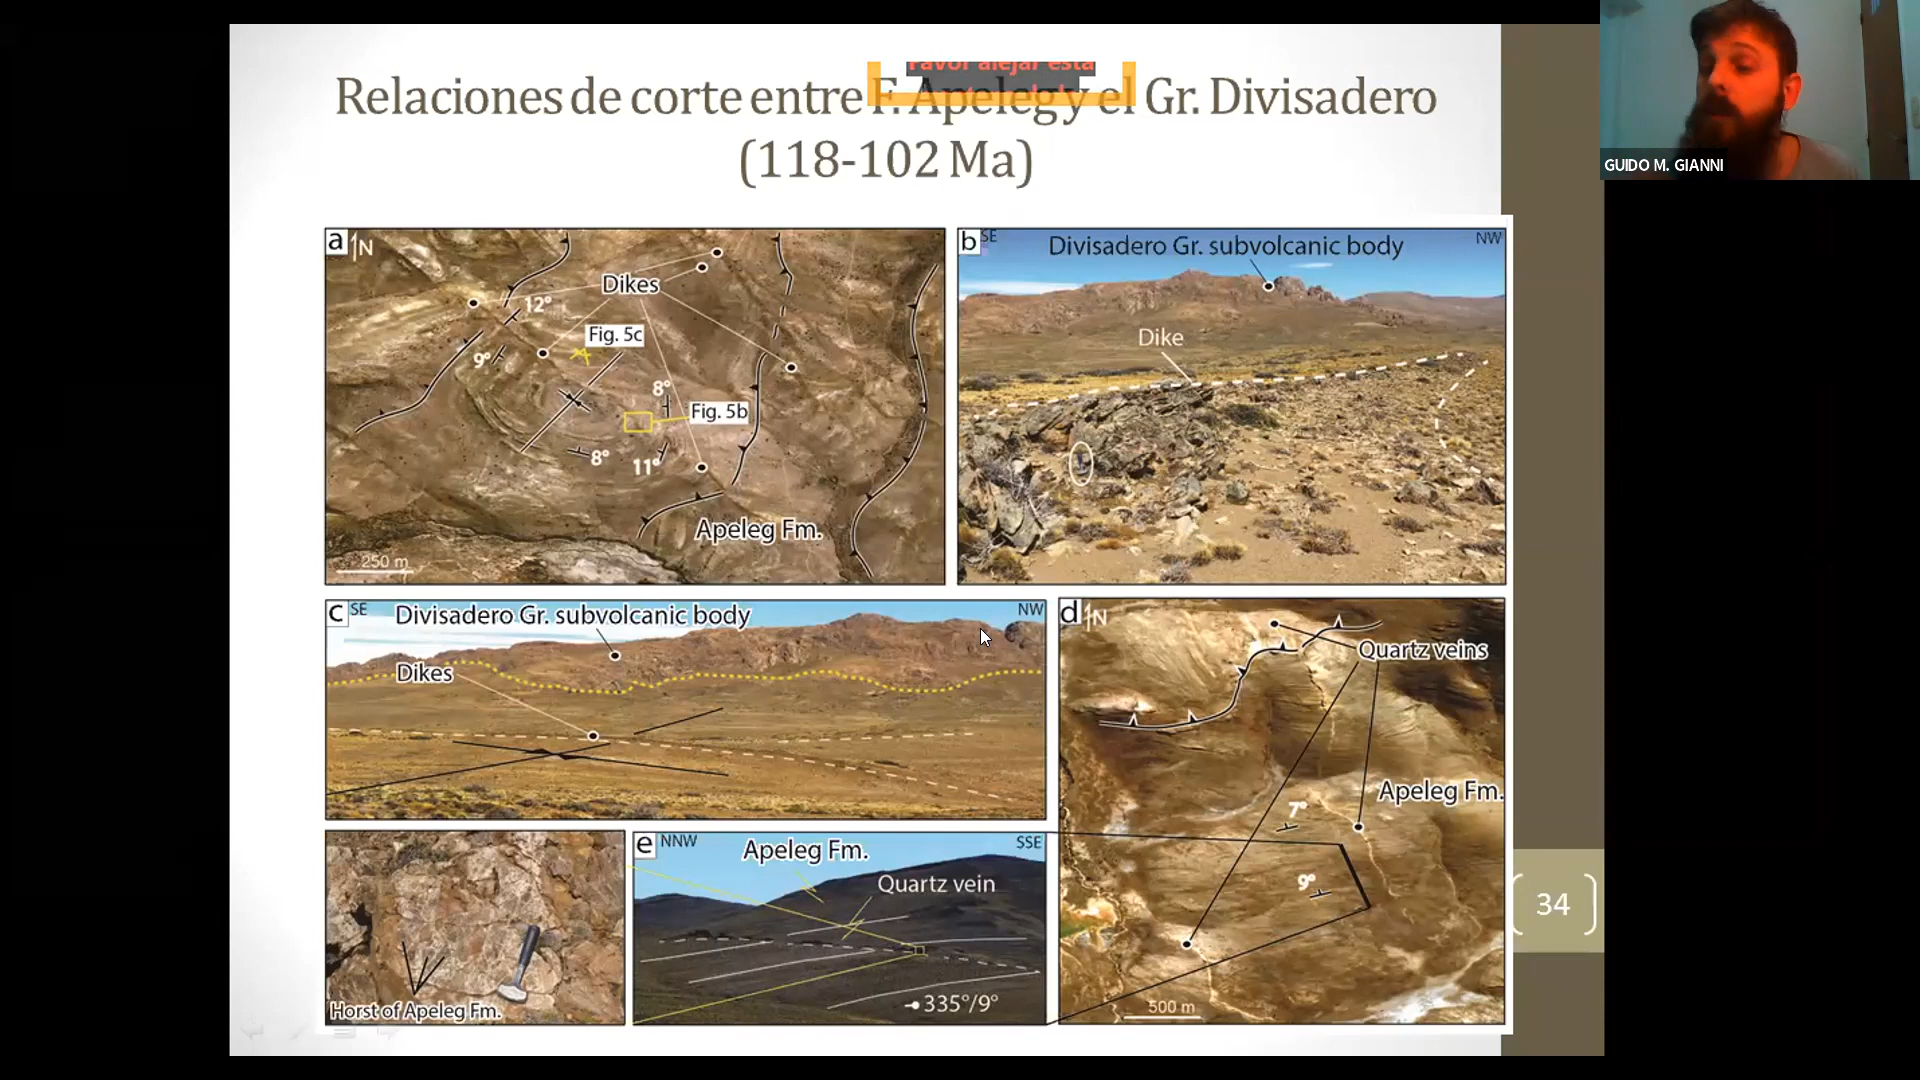 Favor alejar esta
Relaciones de corte entre F. Apeleg y el Gr. Divisadero
(118-102 Ma)
GUIDO M. GIANNI
a N
Dikes
12°
Fig. 5c
9°
8°
Fig. 5b
8°
11°
Apeleg Fm.
250 m
b SE
Divisadero Gr. subvolcanic body
NW
Dike
c SE
Divisadero Gr. subvolcanic body
NW
Dikes
d N
Quartz veins
Apeleg Fm.
7°
9°
500 m
Horst of Apeleg Fm.
e NNW
Apeleg Fm.
SSE
Quartz vein
335°/9°
34